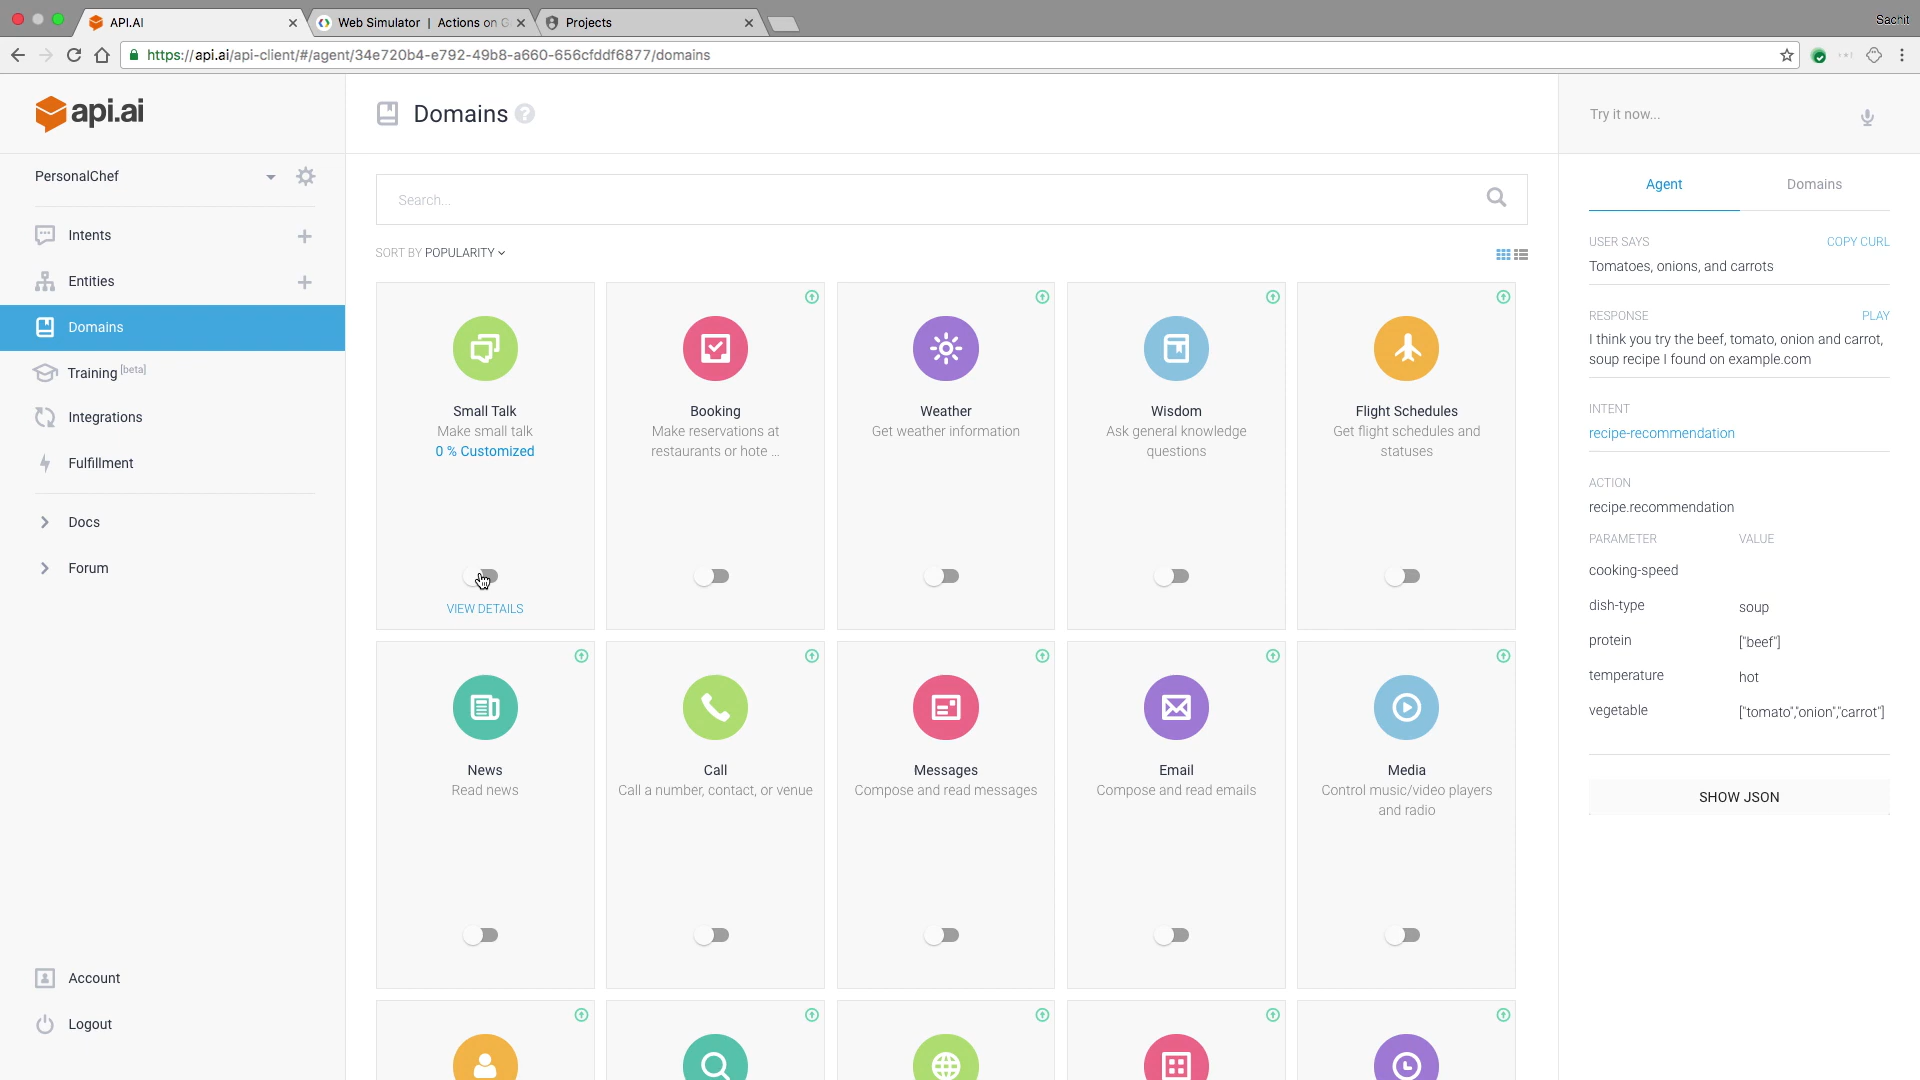 API.AI
Web Simulator | Actions on G
Projects
Sachit
https://api.ai/api-client/#/agent/34e720b4-e792-49b8-a660-656cfddf6877/domains
api.ai
PersonalChef
Intents
Entities
Domains
Training [beta]
Integrations
Fulfillment
Docs
Forum
Account
Logout
Domains ?
Search...
SORT BY POPULARITY
Small Talk
Make small talk
0 % Customized
VIEW DETAILS
Booking
Make reservations at
restaurants or hote ...
Weather
Get weather information
Wisdom
Ask general knowledge
questions
Flight Schedules
Get flight schedules and
statuses
News
Read news
Call
Call a number, contact, or venue
Messages
Compose and read messages
Email
Compose and read emails
Media
Control music/video players
and radio
Try it now...
Agent
Domains
USER SAYS
COPY CURL
Tomatoes, onions, and carrots
RESPONSE
PLAY
I think you try the beef, tomato, onion and carrot,
soup recipe I found on example.com
INTENT
recipe-recommendation
ACTION
recipe.recommendation
PARAMETER VALUE
cooking-speed
dish-type soup
protein ["beef"]
temperature hot
vegetable ["tomato","onion","carrot"]
SHOW JSON